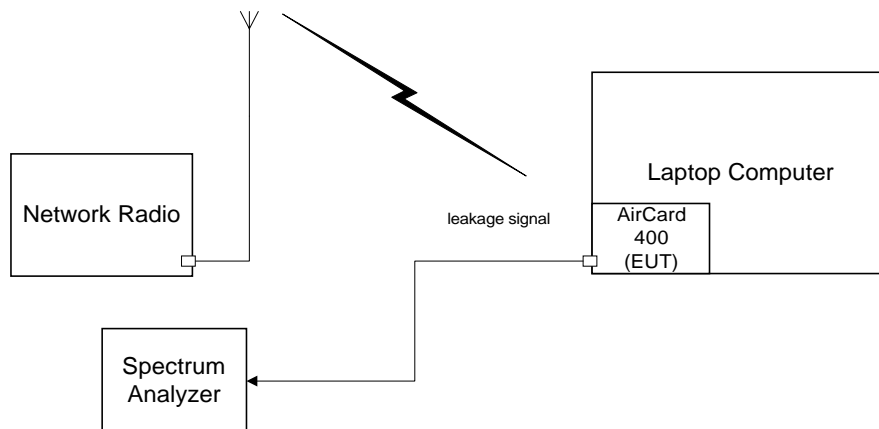 Network Radio
leakage signal
Laptop Computer
AirCard
400
(EUT)
Spectrum
Analyzer